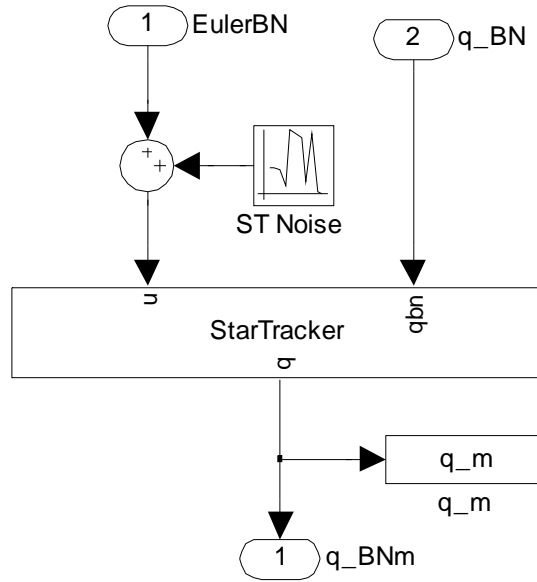 1
EulerBN
2
q_BN
+
+
ST Noise
u
qbn
StarTracker
q
q_m
q_m
1
q_BNm